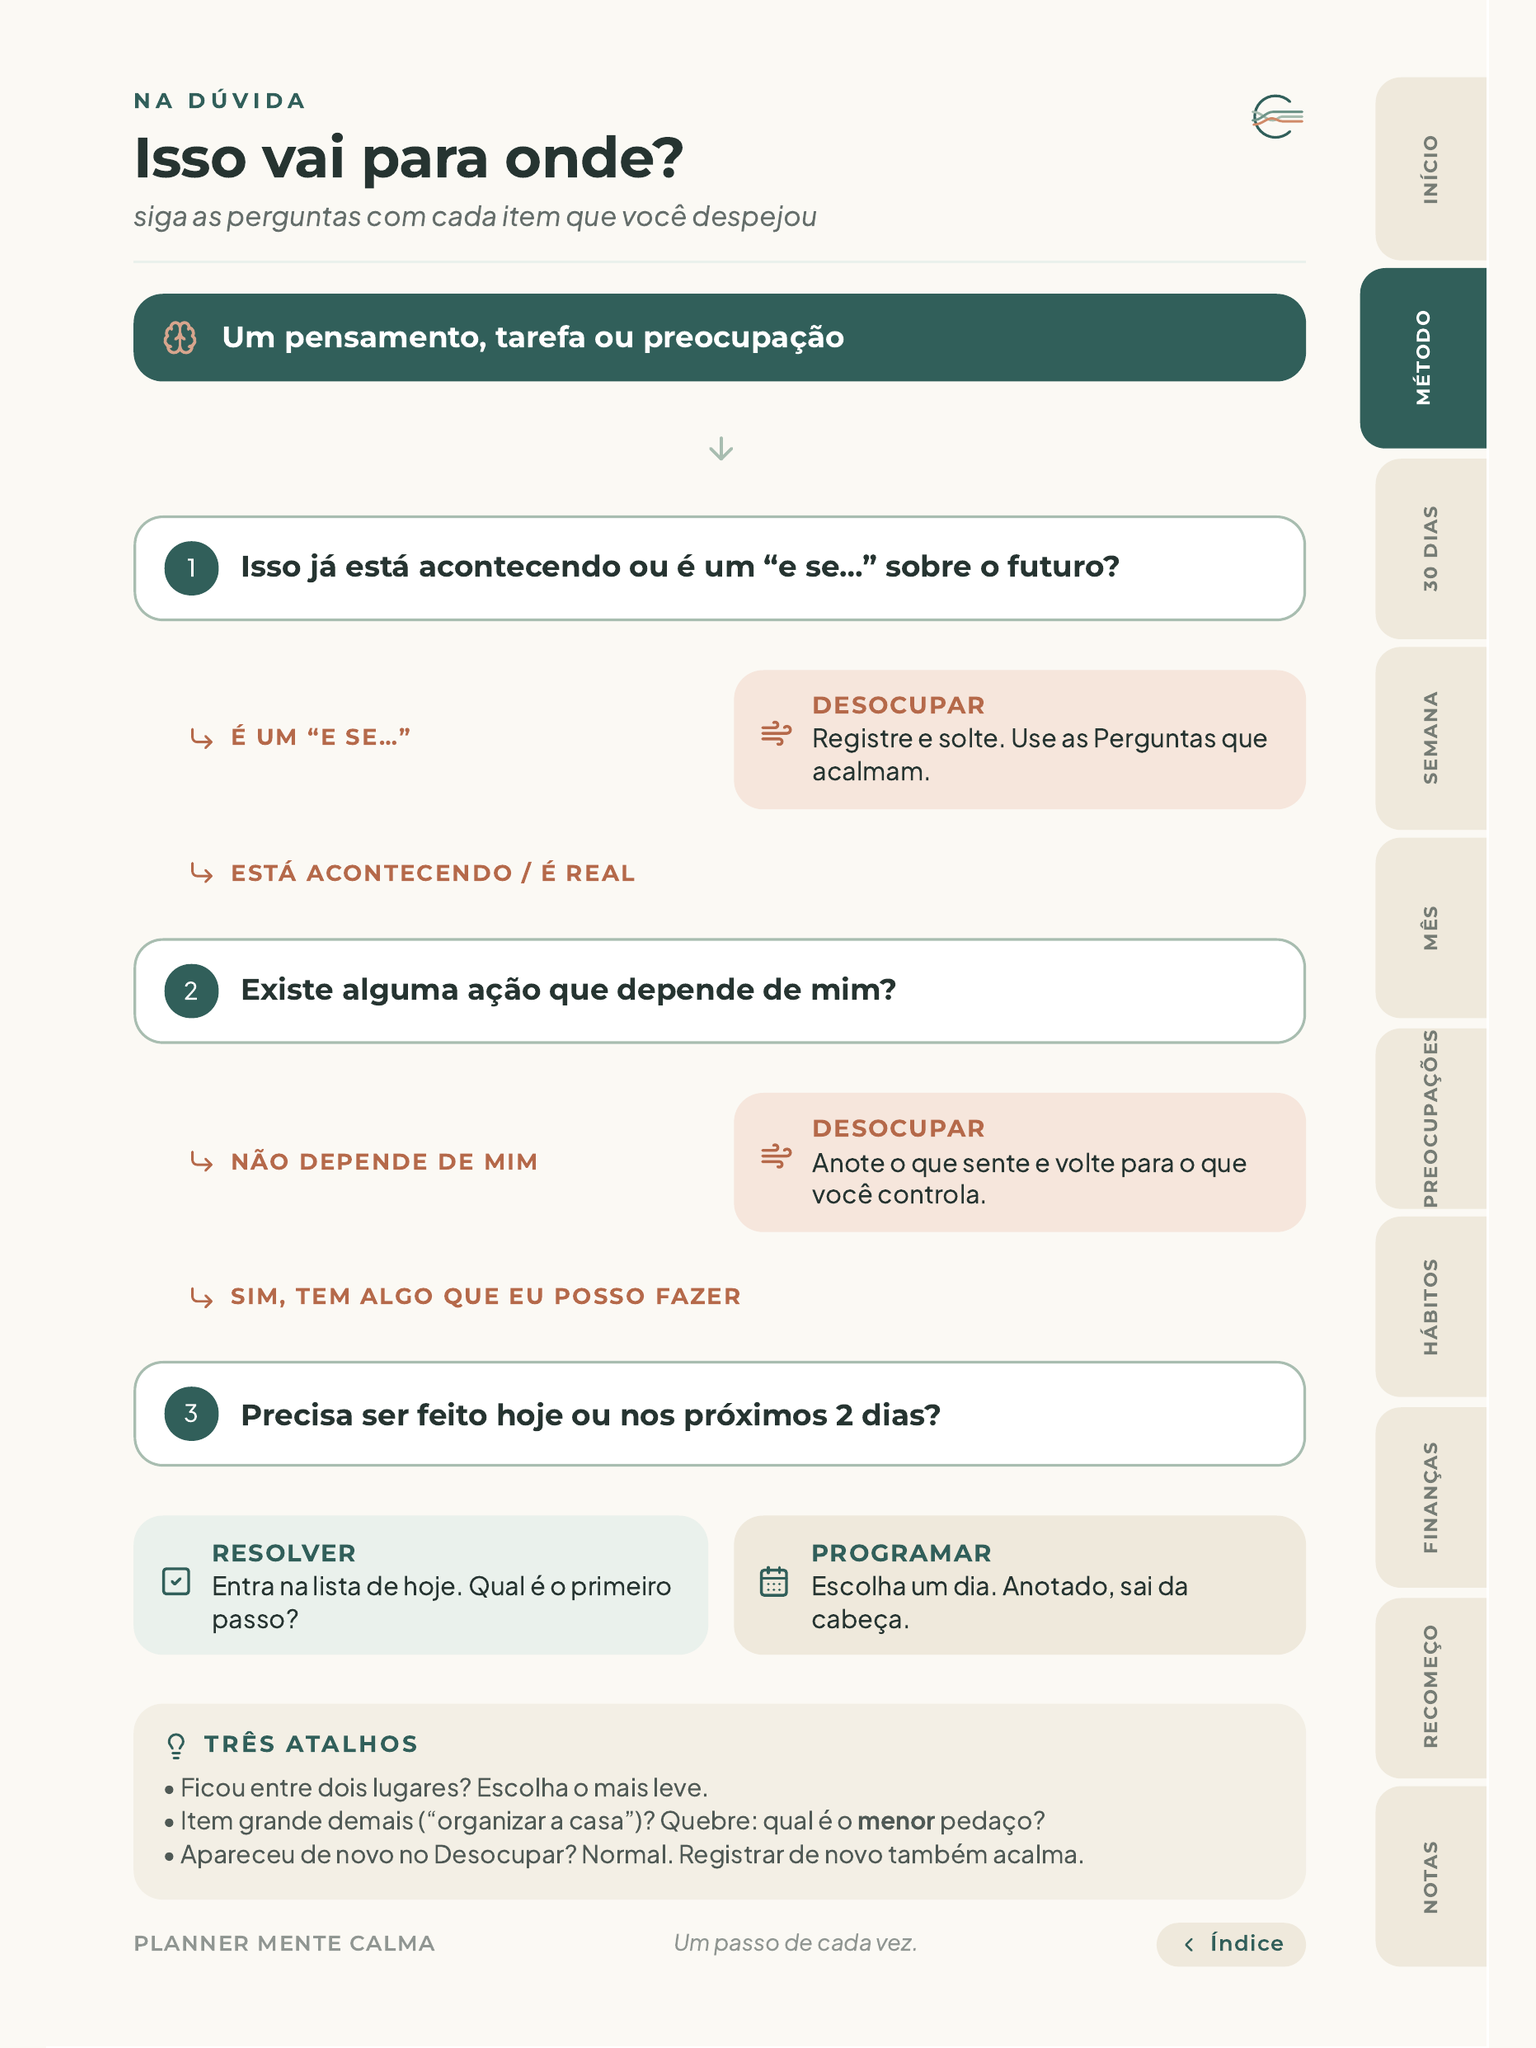 NA DÚVIDA
Isso vai para onde?
siga as perguntas com cada item que você despejou
Um pensamento, tarefa ou preocupação
1
Isso já está acontecendo ou é um “e se...” sobre o futuro?
É UM “E SE...”
DESOCUPAR
Registre e solte. Use as Perguntas que
acalmam.
ESTÁ ACONTECENDO / É REAL
2
Existe alguma ação que depende de mim?
NÃO DEPENDE DE MIM
DESOCUPAR
Anote o que sente e volte para o que
você controla.
SIM, TEM ALGO QUE EU POSSO FAZER
3
Precisa ser feito hoje ou nos próximos 2 dias?
RESOLVER
Entra na lista de hoje. Qual é o primeiro
passo?
PROGRAMAR
Escolha um dia. Anotado, sai da
cabeça.
TRÊS ATALHOS
• Ficou entre dois lugares? Escolha o mais leve.
• Item grande demais (“organizar a casa”)? Quebre: qual é o menor pedaço?
• Apareceu de novo no Desocupar? Normal. Registrar de novo também acalma.
PLANNER MENTE CALMA
Um passo de cada vez.
Índice
INÍCIO
MÉTODO
30 DIAS
SEMANA
MÊS
PREOCUPAÇÕES
HÁBITOS
FINANÇAS
RECOMEÇO
NOTAS